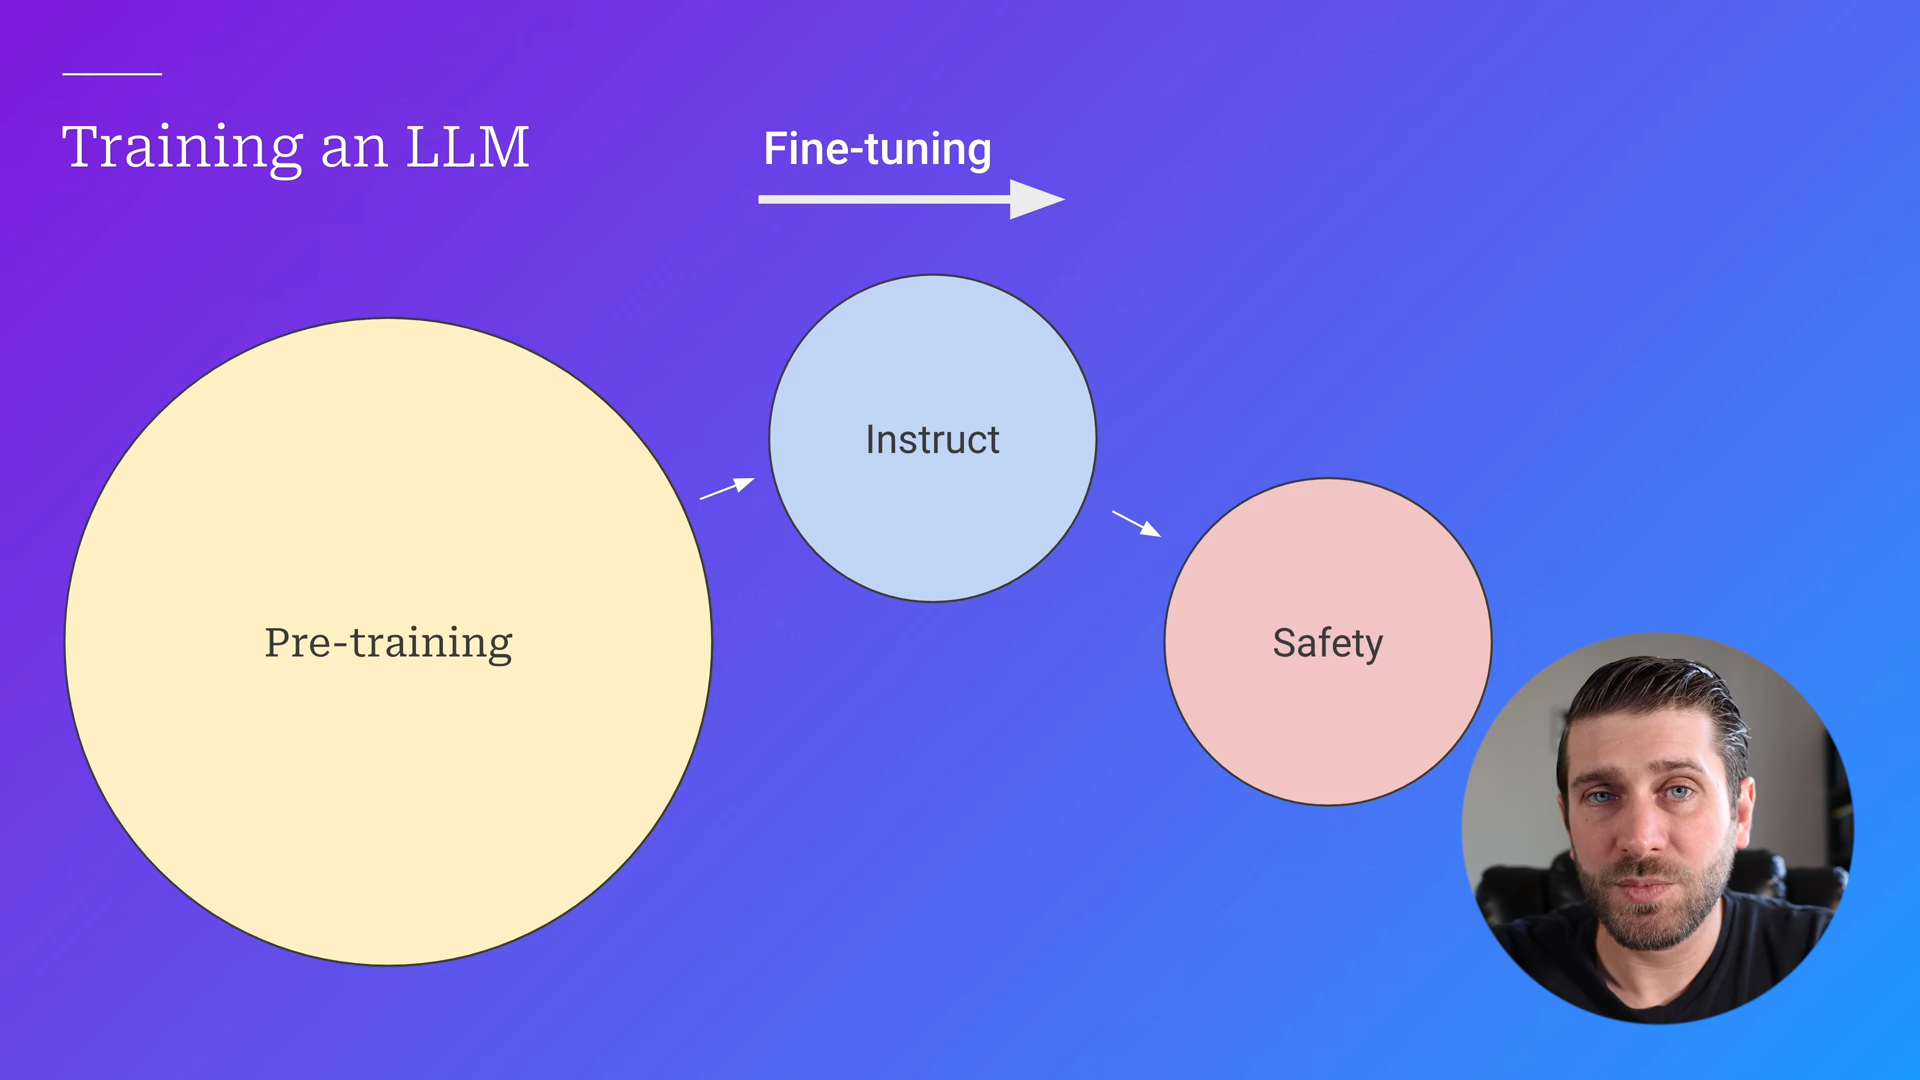 Training an LLM
Fine-tuning
Instruct
Pre-training
Safety